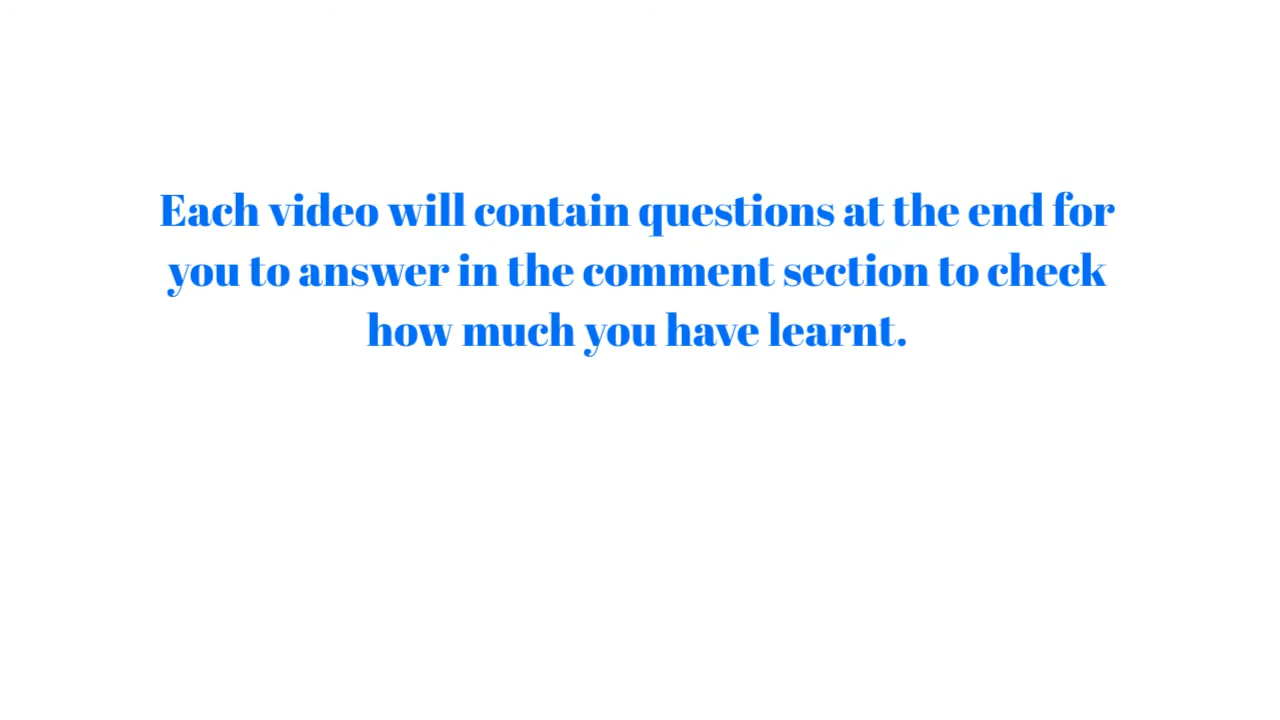 Each video will contain questions at the end for
you to answer in the comment section to check
how much you have learnt.